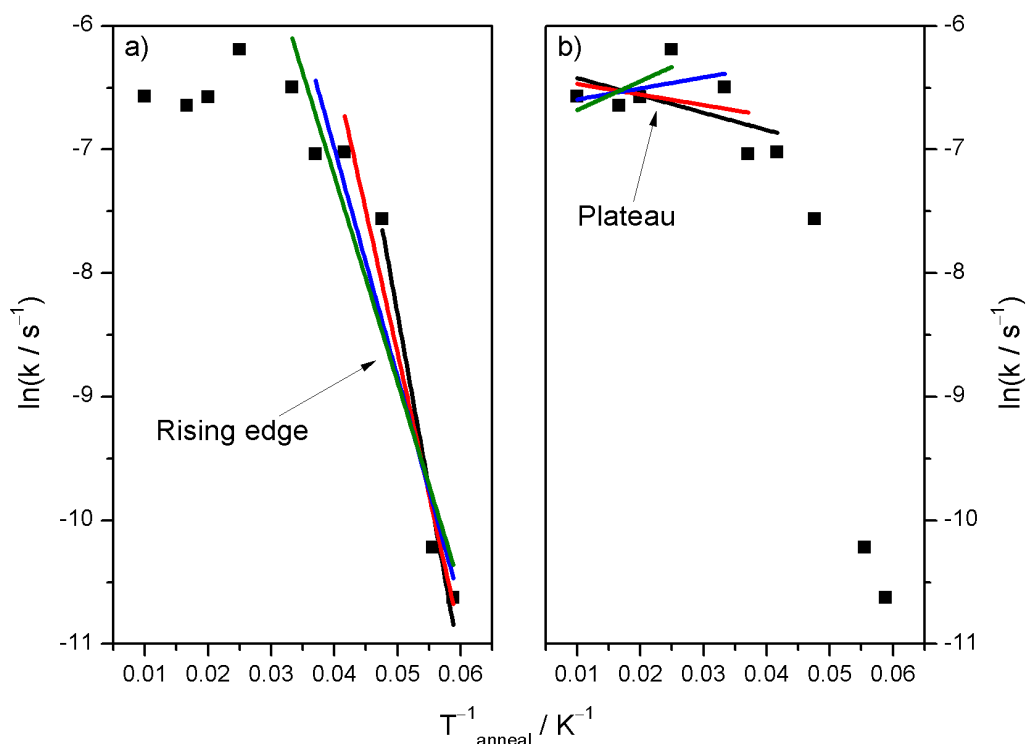 a)
b)
-6
-7
-8
-9
-10
-11
ln(k / s⁻¹)
Rising edge
Plateau
-6
-7
-8
-9
-10
-11
ln(k / s⁻¹)
0.01 0.02 0.03 0.04 0.05 0.06
0.01 0.02 0.03 0.04 0.05 0.06
T⁻¹anneal / K⁻¹